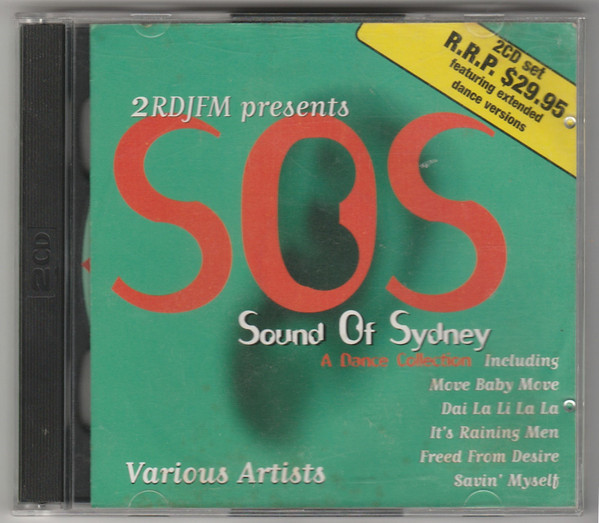 2CD set
R.R.P. $29.95
featuring extended
dance versions
2RDJFM presents
SOS
Sound Of Sydney
A Dance Collection Including
Move Baby Move
Dai La Li La La
It's Raining Men
Freed From Desire
Savin' Myself
Various Artists
2CD